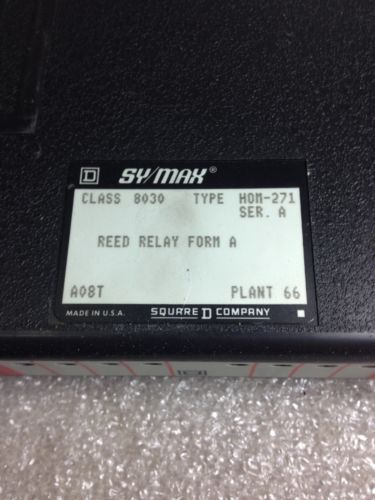 D SY/MAX®
CLASS 8030 TYPE HOM-271
SER. A
REED RELAY FORM A
A08T PLANT 66
MADE IN U.S.A. SQUARE D COMPANY